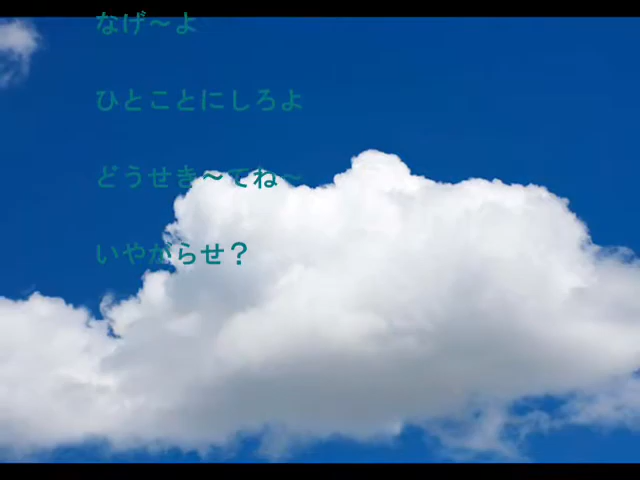 なげ～よ
ひとことにしろよ
どうせき～てね～
いやがらせ？